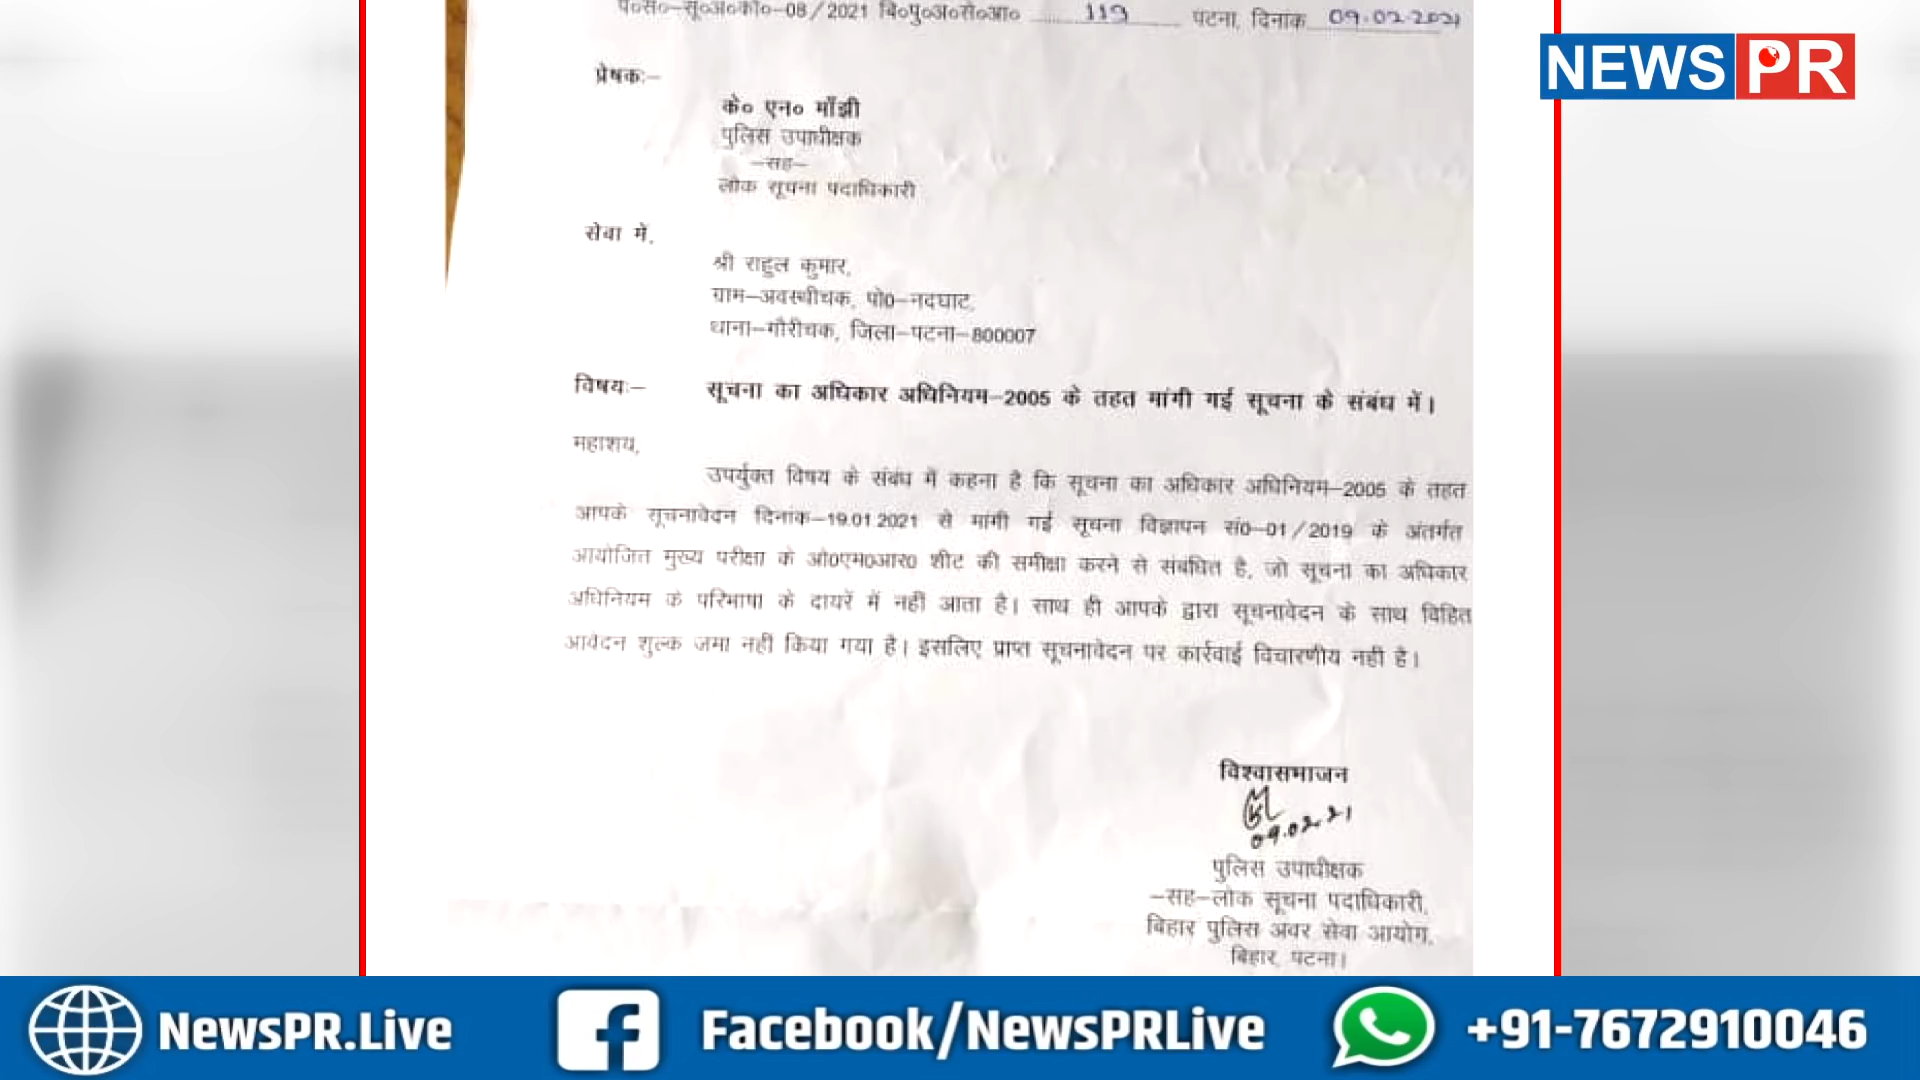 प०सं०–सू०अ०को०–08/2021 बि०पु०अ०से०आ० 119 पटना, दिनांक 09.02.2021
NEWS PR
प्रेषकः–
के० एन० माँझी
पुलिस उपाधीक्षक
–सह–
लोक सूचना पदाधिकारी
सेवा में,
श्री राहुल कुमार,
ग्राम–अवस्थीचक, पो0–नदघाट,
थाना–गौरीचक, जिला–पटना–800007
विषयः– सूचना का अधिकार अधिनियम–2005 के तहत मांगी गई सूचना के संबंध में।
महाशय,
उपर्युक्त विषय के संबंध में कहना है कि सूचना का अधिकार अधिनियम–2005 के तहत
आपके सूचनावेदन दिनांक–19.01.2021 से मांगी गई सूचना विज्ञापन सं0–01/2019 के अंतर्गत
आयोजित मुख्य परीक्षा के ओ0एम0आर0 शीट की समीक्षा करने से संबंधित है, जो सूचना का अधिकार
अधिनियम के परिभाषा के दायरें में नहीं आता है। साथ ही आपके द्वारा सूचनावेदन के साथ विहित
आवेदन शुल्क जमा नहीं किया गया है। इसलिए प्राप्त सूचनावेदन पर कार्रवाई विचारणीय नहीं है।
विश्वासभाजन
09.02.21
पुलिस उपाधीक्षक
–सह–लोक सूचना पदाधिकारी,
बिहार पुलिस अवर सेवा आयोग,
बिहार, पटना।
NewsPR.Live Facebook/NewsPRLive +91-7672910046